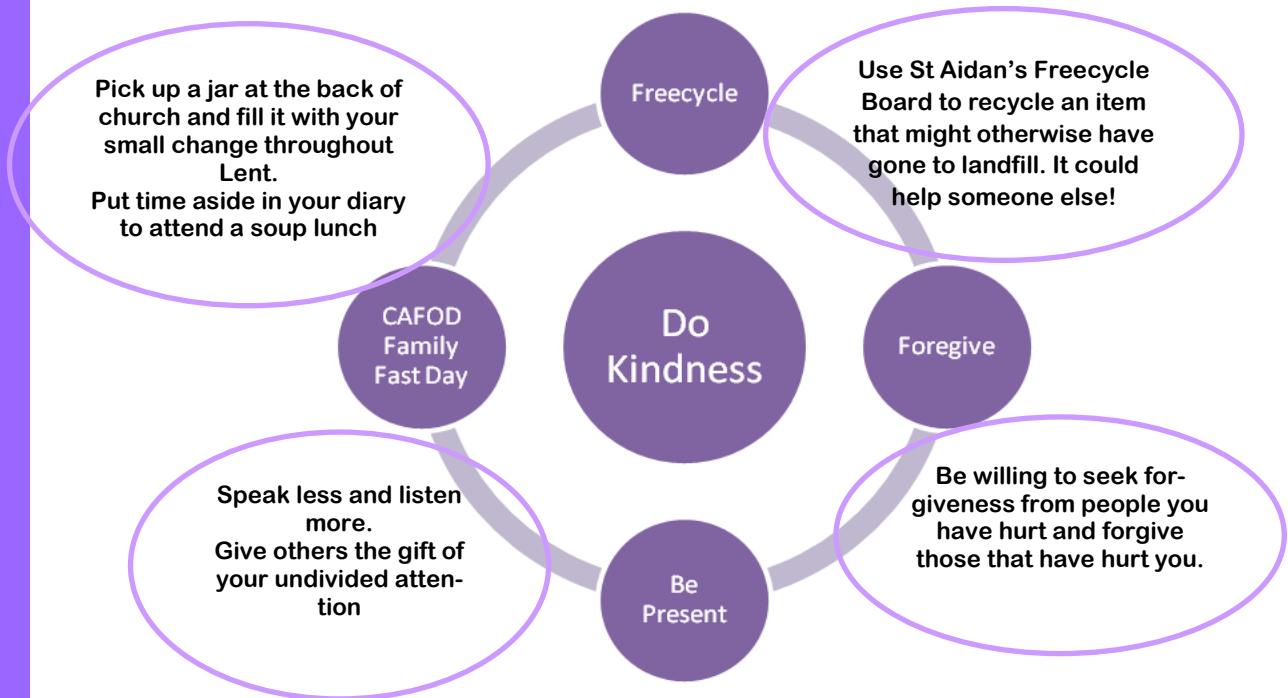 Pick up a jar at the back of
church and fill it with your
small change throughout
Lent.
Put time aside in your diary
to attend a soup lunch
Freecycle
Use St Aidan's Freecycle
Board to recycle an item
that might otherwise have
gone to landfill. It could
help someone else!
CAFOD
Family
Fast Day
Do
Kindness
Foregive
Speak less and listen
more.
Give others the gift of
your undivided atten-
tion
Be
Present
Be willing to seek for-
giveness from people you
have hurt and forgive
those that have hurt you.